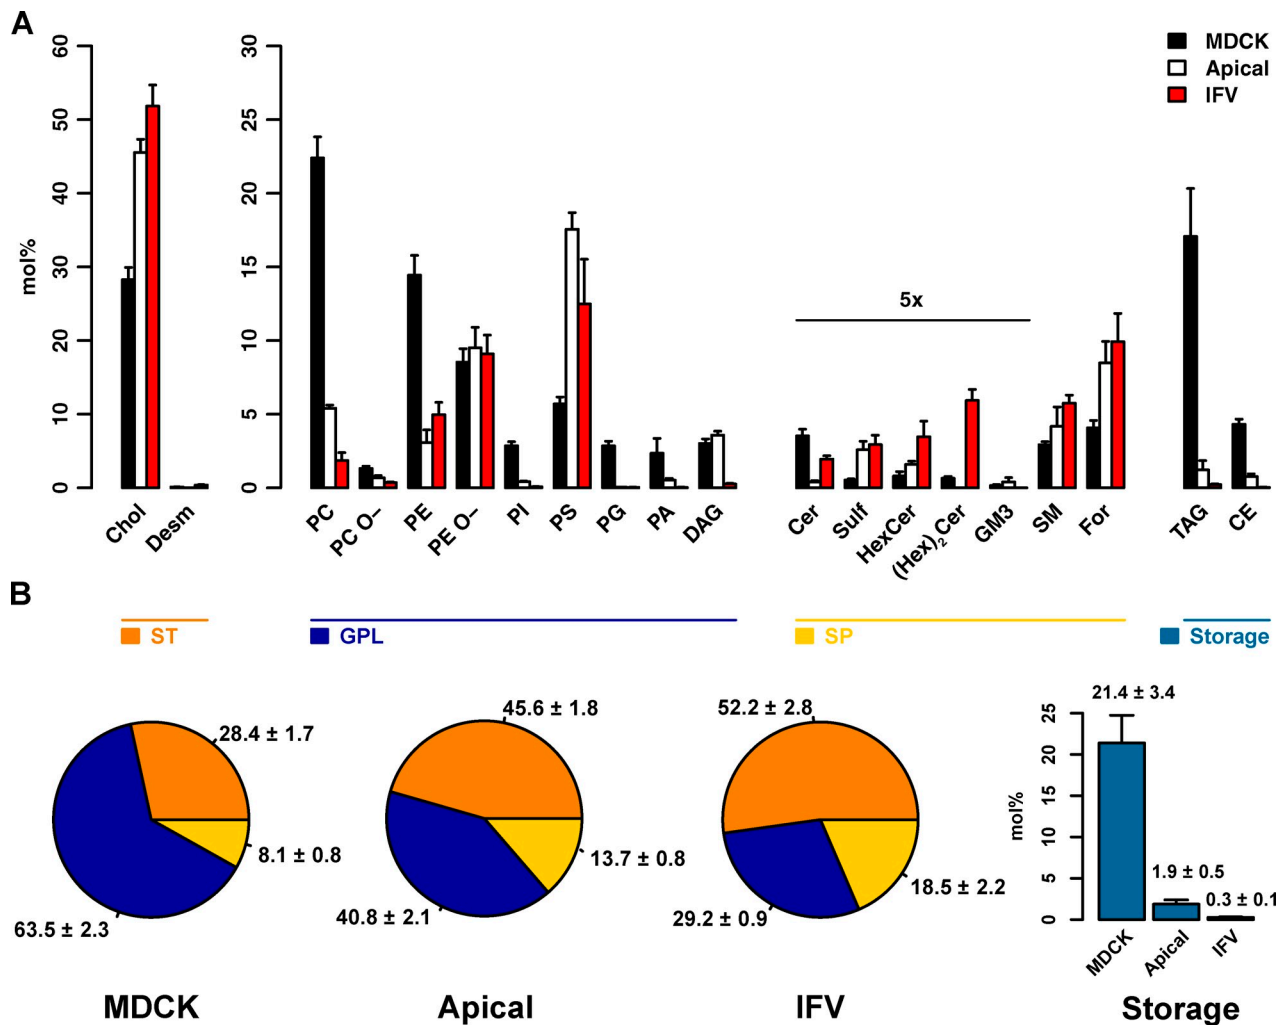 A
MDCK
Apical
IFV
mol%
60
50
40
30
20
10
0
30
25
20
15
10
5
0
5x
Chol
Desm
PC
PC O–
PE
PE O–
PI
PS
PG
PA
DAG
Cer
Sulf
HexCer
(Hex)₂Cer
GM3
SM
For
TAG
CE
B
ST
GPL
SP
Storage
28.4 ± 1.7
8.1 ± 0.8
63.5 ± 2.3
MDCK
45.6 ± 1.8
13.7 ± 0.8
40.8 ± 2.1
Apical
52.2 ± 2.8
18.5 ± 2.2
29.2 ± 0.9
IFV
21.4 ± 3.4
1.9 ± 0.5
0.3 ± 0.1
mol%
25
20
15
10
5
0
MDCK
Apical
IFV
Storage